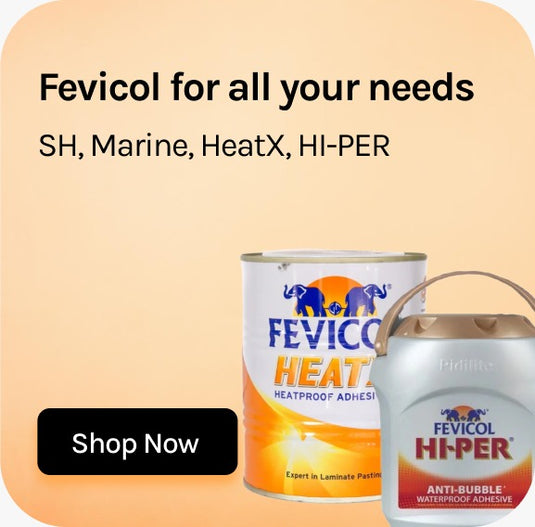 Fevicol for all your needs
SH, Marine, HeatX, HI-PER
FEVICO
HEAT
HEATPROOF ADHESI
Expert in Laminate Pasting
Pidilite
FEVICOL
HI-PER
ANTI-BUBBLE
WATERPROOF ADHESIVE
Shop Now